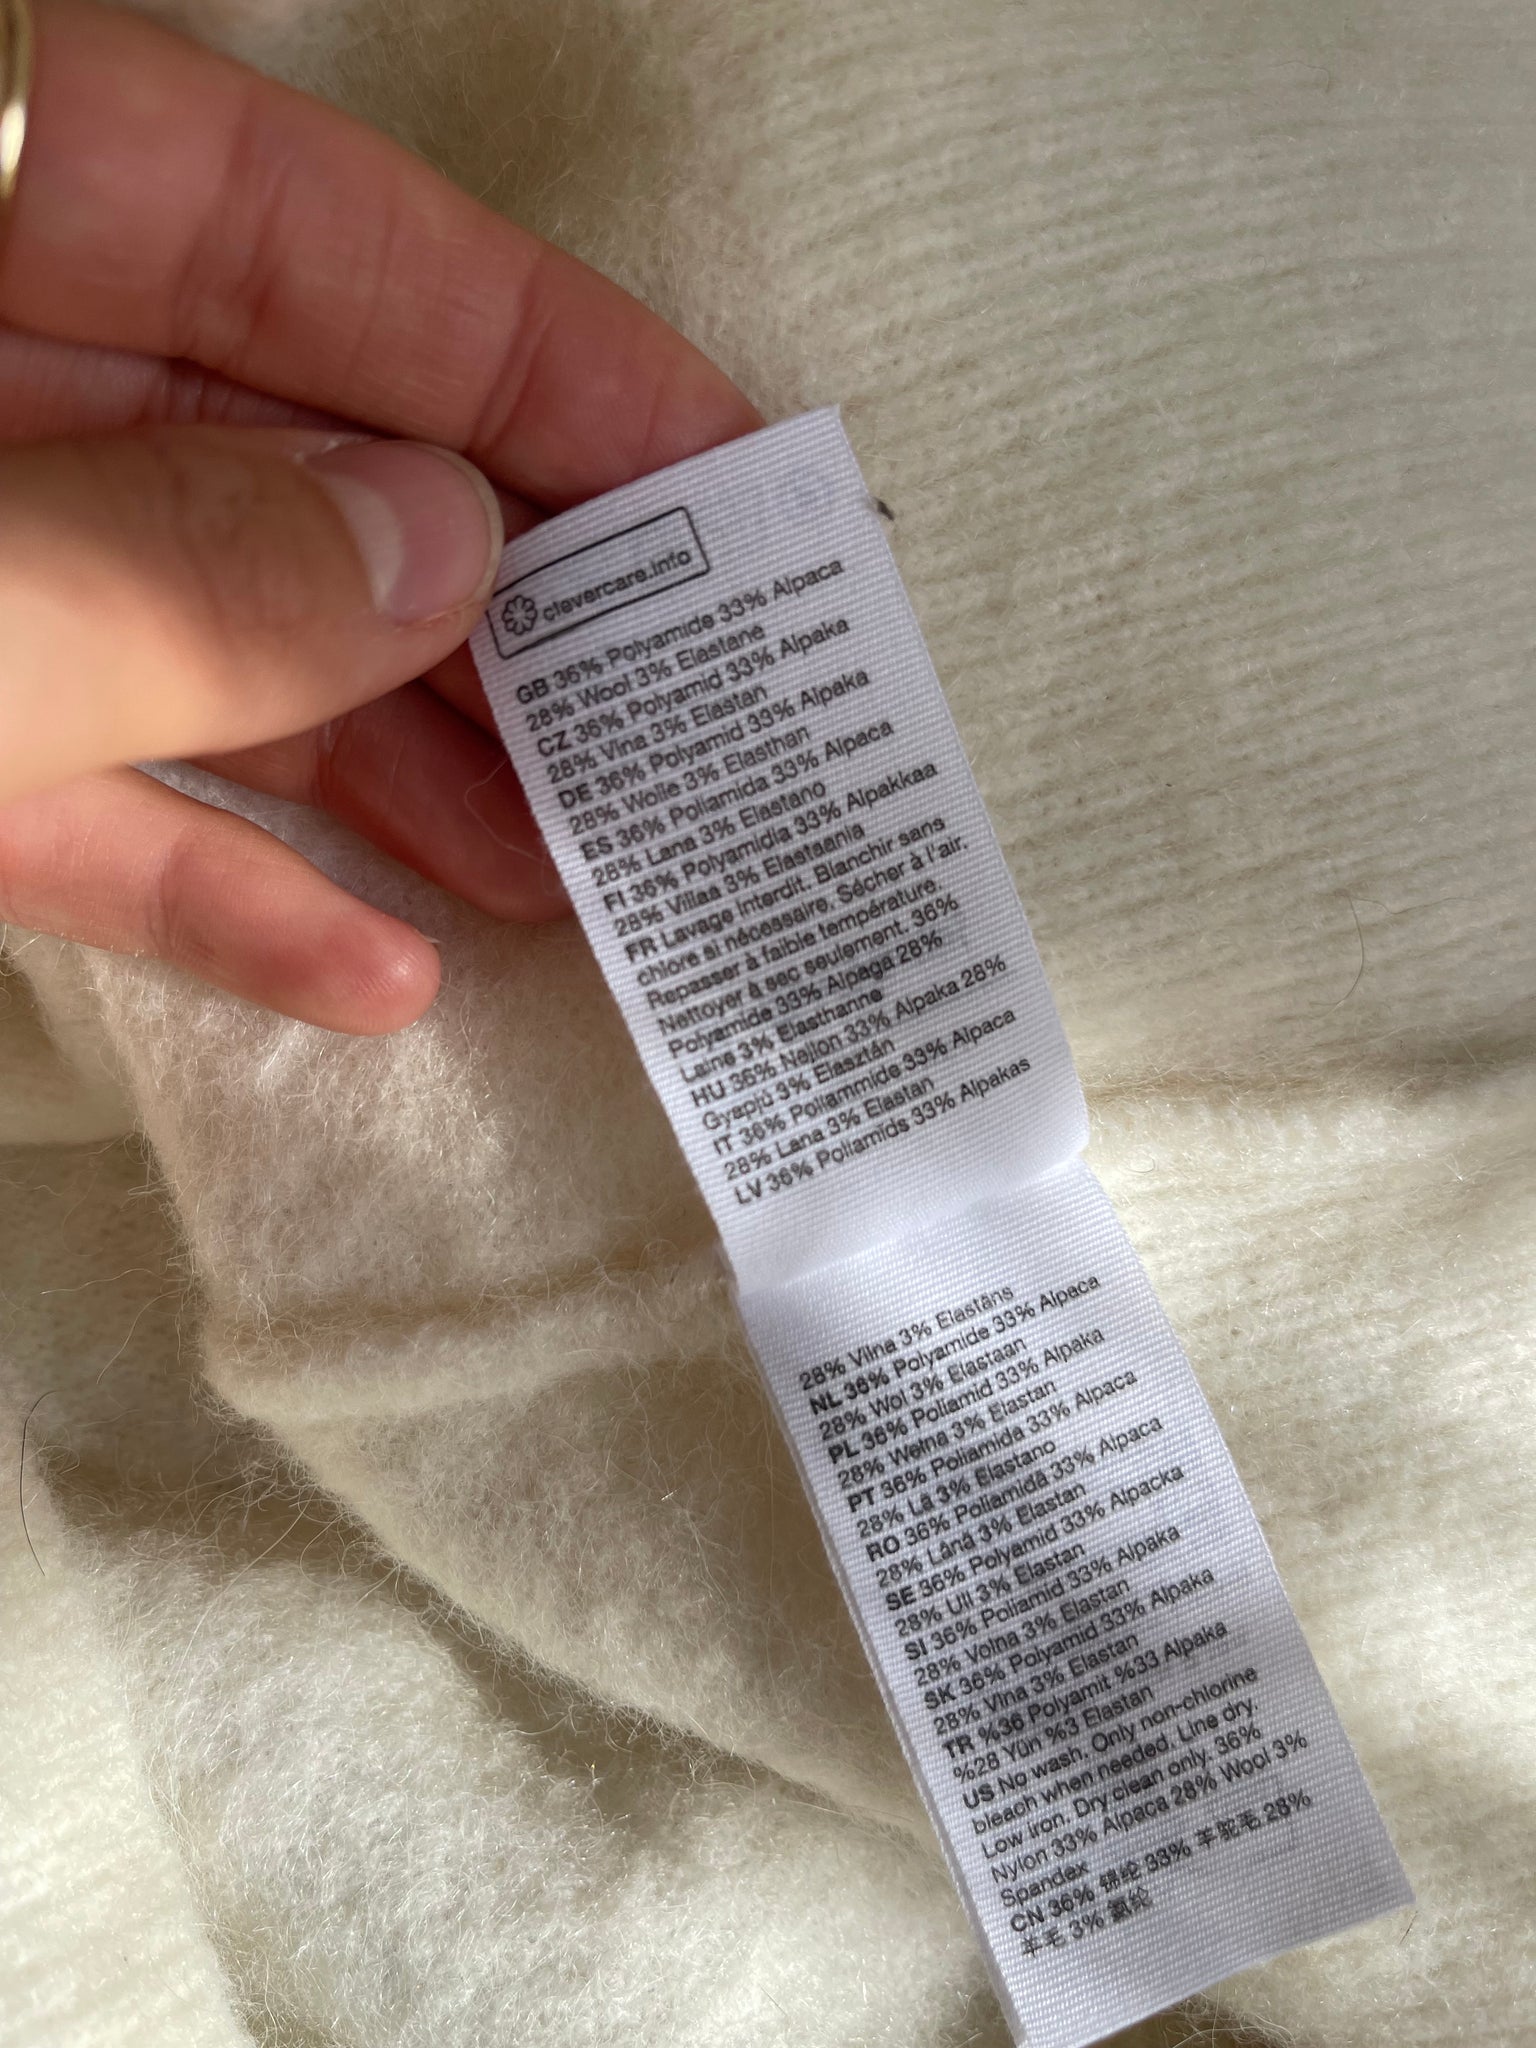 clevercare.info
GB 36% Polyamide 33% Alpaca
28% Wool 3% Elastane
CZ 36% Polyamid 33% Alpaka
28% Vlna 3% Elastan
DE 36% Polyamid 33% Alpaka
28% Wolle 3% Elasthan
ES 36% Poliamida 33% Alpaca
28% Lana 3% Elastano
FI 36% Polyamidia 33% Alpakkaa
28% Villaa 3% Elastaania
FR Lavage interdit. Blanchir sans
chlore si nécessaire. Sécher à l'air.
Repasser à faible température.
Nettoyer à sec seulement. 36%
Polyamide 33% Alpaga 28%
Laine 3% Elasthanne
HU 36% Nejlon 33% Alpaka 28%
Gyapjú 3% Elasztán
IT 36% Poliammide 33% Alpaca
28% Lana 3% Elastan
LV 36% Poliamīds 33% Alpakas
28% Vilna 3% Elastāns
NL 36% Polyamide 33% Alpaca
28% Wol 3% Elastaan
PL 36% Poliamid 33% Alpaka
28% Wełna 3% Elastan
PT 36% Poliamida 33% Alpaca
28% Lã 3% Elastano
RO 36% Poliamidă 33% Alpaca
28% Lână 3% Elastan
SE 36% Polyamid 33% Alpacka
28% Ull 3% Elastan
SI 36% Poliamid 33% Alpaka
28% Volna 3% Elastan
SK 36% Polyamid 33% Alpaka
28% Vlna 3% Elastan
TR %36 Polyamit %33 Alpaka
%28 Yün %3 Elastan
US No wash. Only non-chlorine
bleach when needed. Line dry.
Low iron. Dry clean only. 36%
Nylon 33% Alpaca 28% Wool 3%
Spandex
CN 36% 锦纶 33% 羊驼毛 28%
羊毛 3% 氨纶